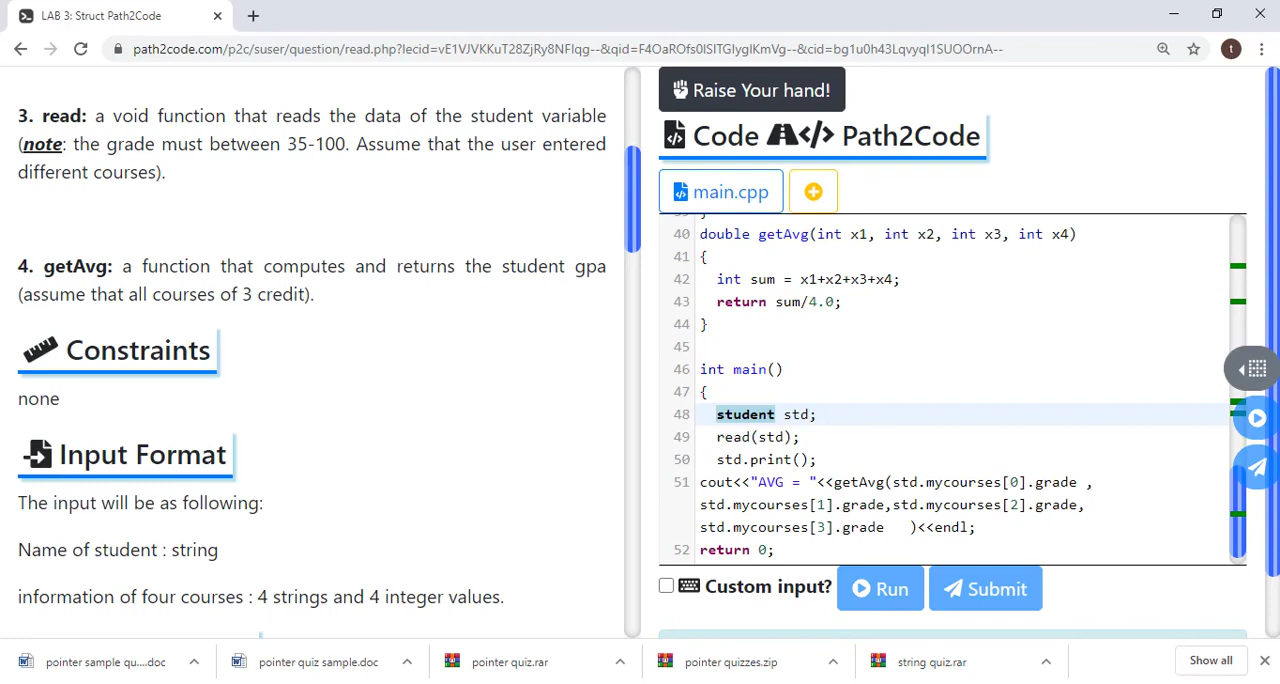 LAB 3: Struct Path2Code
path2code.com/p2c/suser/question/read.php?lecid=vE1VJVKKuT28ZjRy8NFIqg--&qid=F4OaROfs0lSlTGlyglKmVg--&cid=bg1u0h43Lqvyql1SUOOrnA--
t
3. read: a void function that reads the data of the student variable
(note: the grade must between 35-100. Assume that the user entered
different courses).
4. getAvg: a function that computes and returns the student gpa
(assume that all courses of 3 credit).
Constraints
none
Input Format
The input will be as following:
Name of student : string
information of four courses : 4 strings and 4 integer values.
Raise Your hand!
Code Path2Code
main.cpp
40 double getAvg(int x1, int x2, int x3, int x4)
41 {
42 int sum = x1+x2+x3+x4;
43 return sum/4.0;
44 }
45
46 int main()
47 {
48 student std;
49 read(std);
50 std.print();
51 cout<<"AVG = "<<getAvg(std.mycourses[0].grade ,
std.mycourses[1].grade,std.mycourses[2].grade,
std.mycourses[3].grade )<<endl;
52 return 0;
Custom input? Run Submit
pointer sample qu....doc
pointer quiz sample.doc
pointer quiz.rar
pointer quizzes.zip
string quiz.rar
Show all